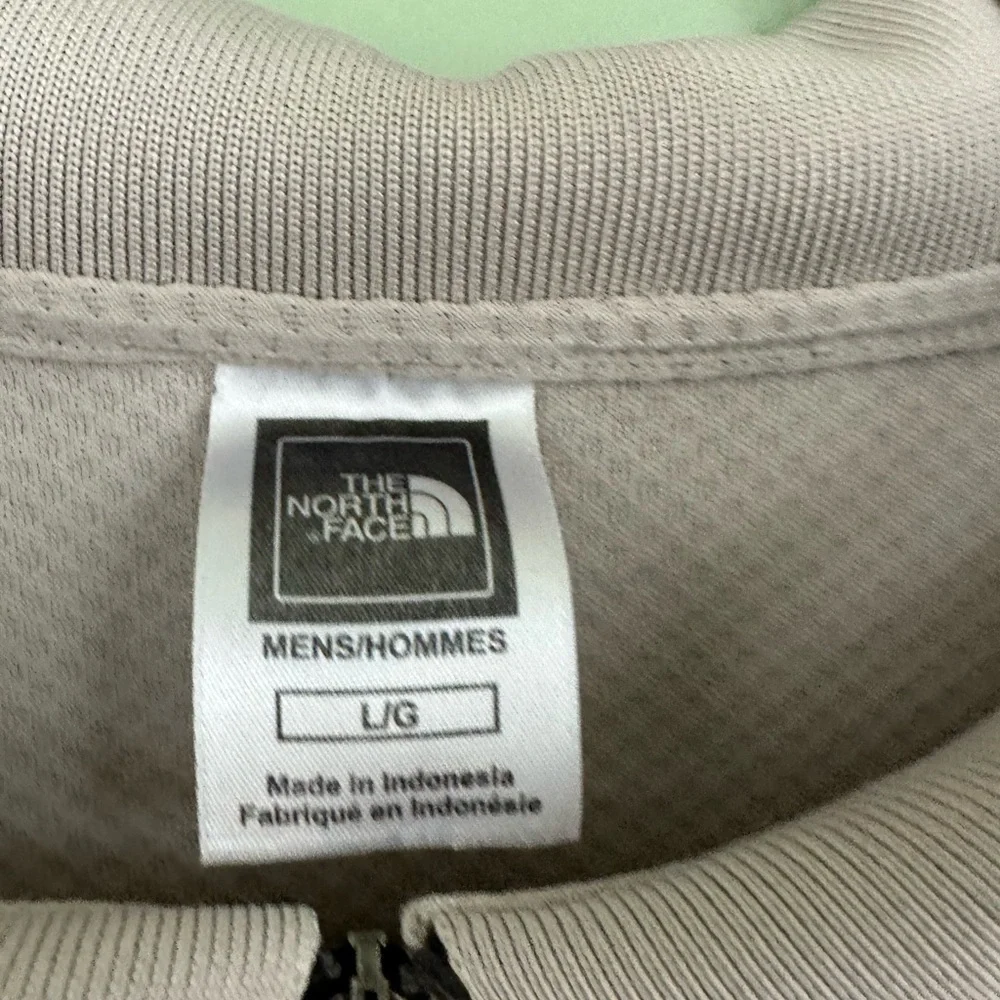 THE
NORTH
FACE
MENS/HOMMES
L/G
Made in Indonesia
Fabriqué en Indonésie